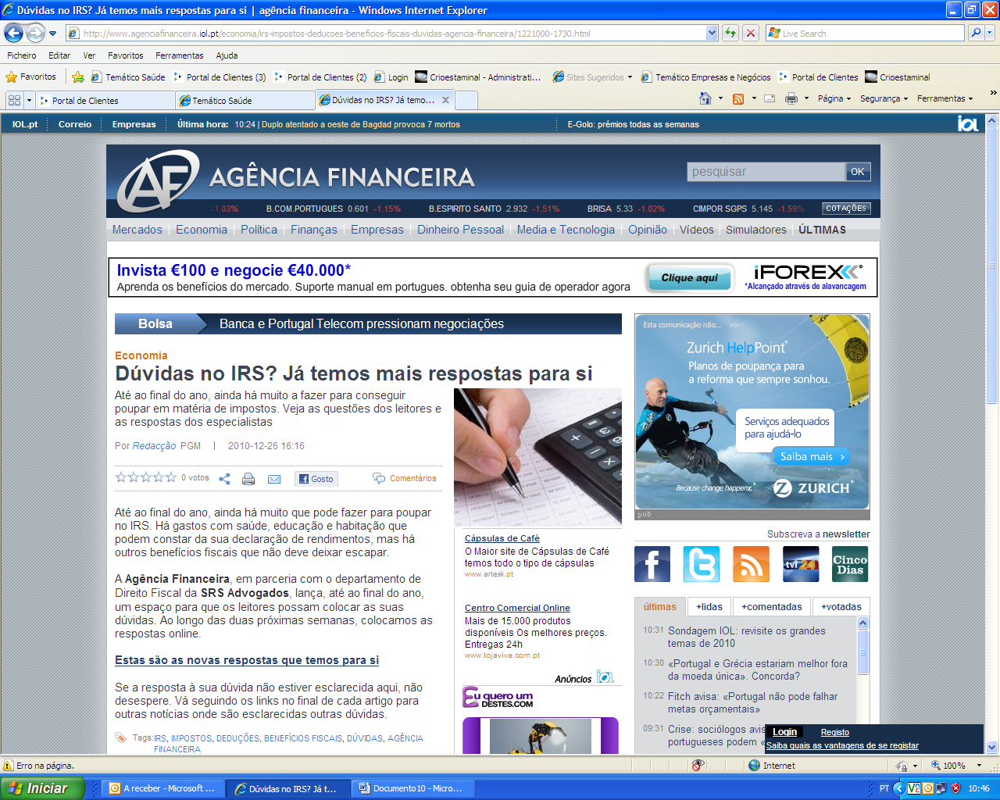 Dúvidas no IRS? Já temos mais respostas para si | agência financeira - Windows Internet Explorer
http://www.agenciafinanceira.iol.pt/economia/irs-impostos-deducoes-beneficios-fiscais-duvidas-agencia-financeira/1221000-1730.html
Live Search
Ficheiro Editar Ver Favoritos Ferramentas Ajuda
Favoritos Temático Saúde Portal de Clientes (3) Portal de Clientes (2) Login Crioestaminal - Administrati... Sites Sugeridos Temático Empresas e Negócios Portal de Clientes Crioestaminal
Portal de Clientes Temático Saúde Dúvidas no IRS? Já temo... Página Segurança Ferramentas
IOL.pt Correio Empresas Última hora: 10:24 | Duplo atentado a oeste de Bagdad provoca 7 mortos E-Golo: prémios todas as semanas iol
AF AGÊNCIA FINANCEIRA
pesquisar OK
-1.03% B.COM.PORTUGUES 0.601 -1.15% B.ESPIRITO SANTO 2.932 -1.51% BRISA 5.33 -1.02% CIMPOR SGPS 5.145 -1.59% COTAÇÕES
Mercados Economia Política Finanças Empresas Dinheiro Pessoal Media e Tecnologia Opinião Vídeos Simuladores ÚLTIMAS
Invista €100 e negocie €40.000*
Aprenda os benefícios do mercado. Suporte manual em portugues. obtenha seu guia de operador agora
Clique aqui
iFOREX
*Alcançado através de alavancagem
Bolsa Banca e Portugal Telecom pressionam negociações
Economia
Dúvidas no IRS? Já temos mais respostas para si
Até ao final do ano, ainda há muito a fazer para conseguir
poupar em matéria de impostos. Veja as questões dos leitores e
as respostas dos especialistas
Por Redacção PGM | 2010-12-26 16:16
0 votos Gosto Comentários
Até ao final do ano, ainda há muito que pode fazer para poupar
no IRS. Há gastos com saúde, educação e habitação que
podem constar da sua declaração de rendimentos, mas há
outros benefícios fiscais que não deve deixar escapar.
A Agência Financeira, em parceria com o departamento de
Direito Fiscal da SRS Advogados, lança, até ao final do ano,
um espaço para que os leitores possam colocar as suas
dúvidas. Ao longo das duas próximas semanas, colocamos as
respostas online.
Estas são as novas respostas que temos para si
Se a resposta à sua dúvida não estiver esclarecida aqui, não
desespere. Vá seguindo os links no final de cada artigo para
outras notícias onde são esclarecidas outras dúvidas.
Tags: IRS, IMPOSTOS, DEDUÇÕES, BENEFÍCIOS FISCAIS, DÚVIDAS, AGÊNCIA
FINANCEIRA
Cápsulas de Café
O Maior site de Cápsulas de Café
temos todo o tipo de cápsulas
www.artesk.pt
Centro Comercial Online
Mais de 15.000 produtos
disponíveis Os melhores preços.
Entregas 24h
www.lojaviva.com.pt
Anúncios iol
Eu quero um
DESTES.COM
Esta comunicação não... >>
Zurich HelpPoint
Planos de poupança para
a reforma que sempre sonhou.
Serviços adequados
para ajudá-lo
Saiba mais >
Because change happenz. ZURICH
pub
Subscreva a newsletter
tvi 24
Cinco
Dias
últimas +lidas +comentadas +votadas
10:31 Sondagem IOL: revisite os grandes
temas de 2010
10:30 «Portugal e Grécia estariam melhor fora
da moeda única». Concorda?
10:22 Fitch avisa: «Portugal não pode falhar
metas orçamentais»
09:31 Crise: sociólogos avis
portugueses podem «
Login Registo
Saiba quais as vantagens de se registar
Erro na página. Internet 100%
Iniciar A receber - Microsoft ... Dúvidas no IRS? Já t... Documento10 - Micro... PT 10:46